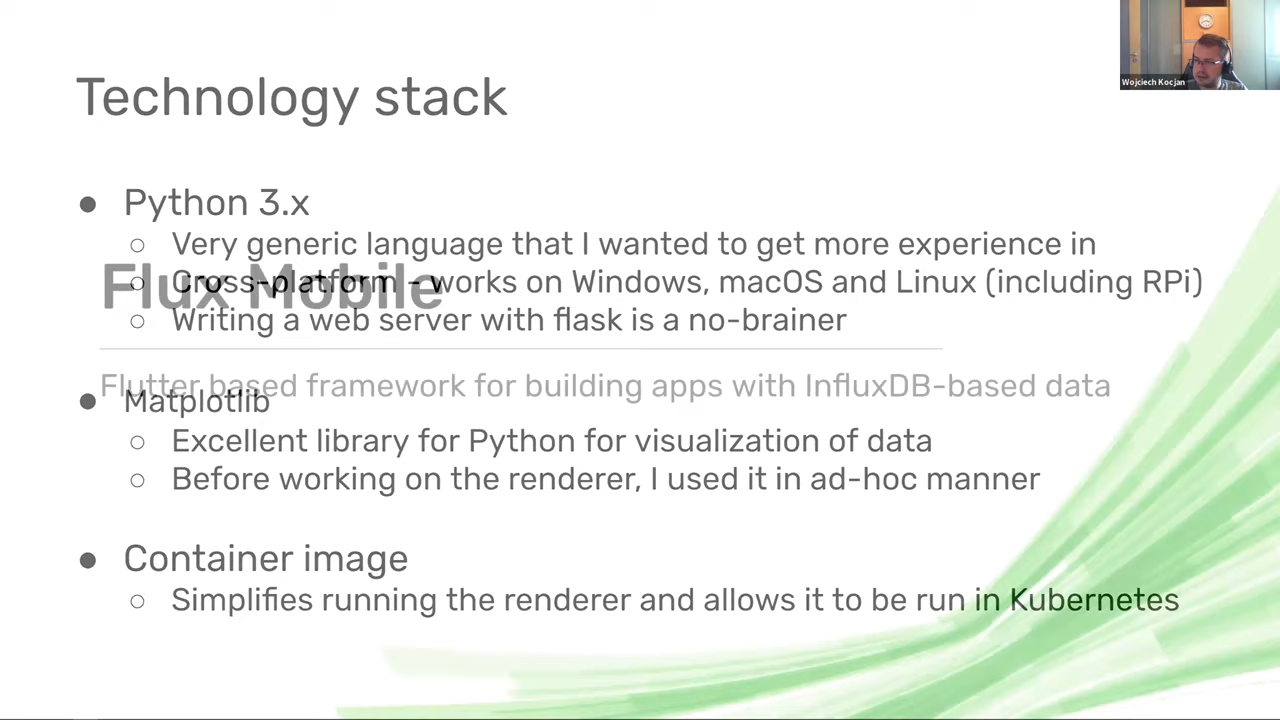 Wojciech Kocjan
Technology stack
● Python 3.x
○ Very generic language that I wanted to get more experience in
Flux Mobile
○ Cross-platform - works on Windows, macOS and Linux (including RPi)
○ Writing a web server with flask is a no-brainer
Flutter based framework for building apps with InfluxDB-based data
● Matplotlib
○ Excellent library for Python for visualization of data
○ Before working on the renderer, I used it in ad-hoc manner
● Container image
○ Simplifies running the renderer and allows it to be run in Kubernetes